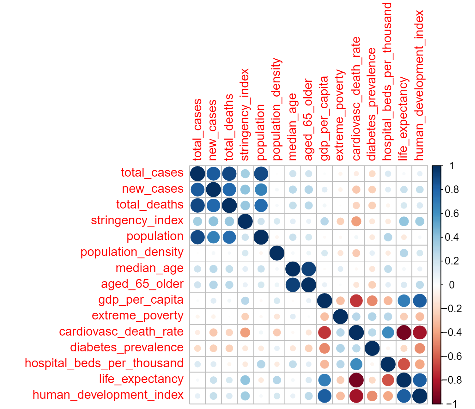 total_cases
new_cases
total_deaths
stringency_index
population
population_density
median_age
aged_65_older
gdp_per_capita
extreme_poverty
cardiovasc_death_rate
diabetes_prevalence
hospital_beds_per_thousand
life_expectancy
human_development_index
total_cases
new_cases
total_deaths
stringency_index
population
population_density
median_age
aged_65_older
gdp_per_capita
extreme_poverty
cardiovasc_death_rate
diabetes_prevalence
hospital_beds_per_thousand
life_expectancy
human_development_index
1
0.8
0.6
0.4
0.2
0
−0.2
−0.4
−0.6
−0.8
−1